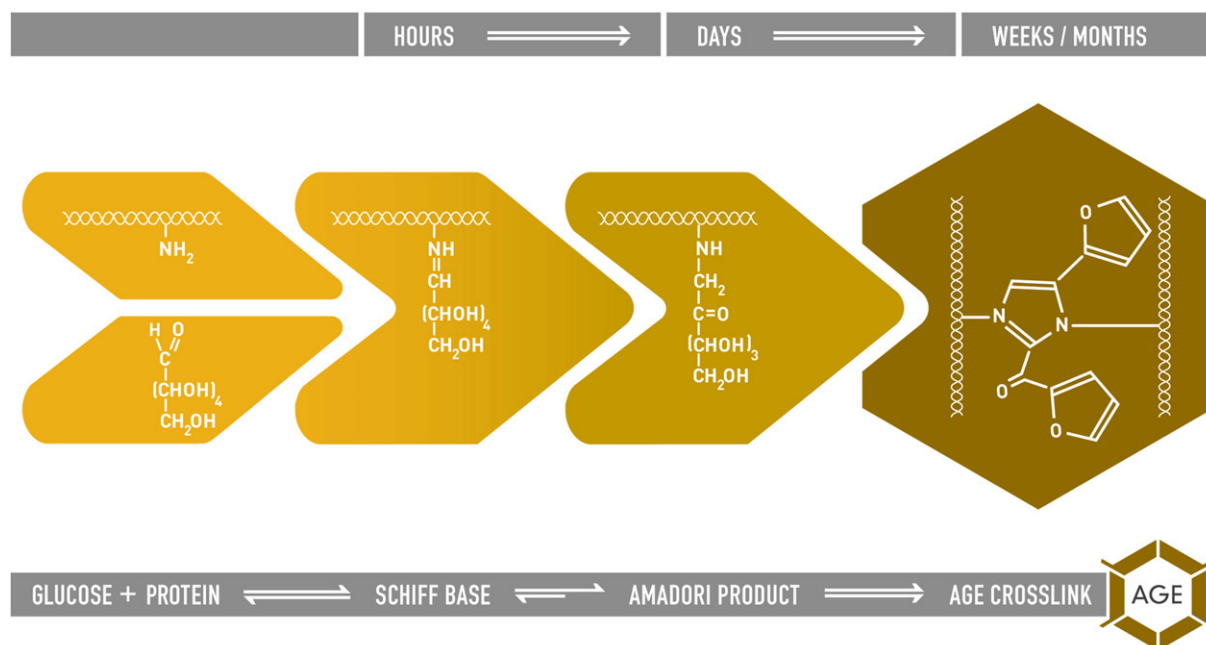 HOURS
DAYS
WEEKS / MONTHS
NH2
H O
C
(CHOH)4
CH2OH
NH
CH
(CHOH)4
CH2OH
NH
CH2
C=O
(CHOH)3
CH2OH
O
N
N
O
O
GLUCOSE + PROTEIN
SCHIFF BASE
AMADORI PRODUCT
AGE CROSSLINK
AGE